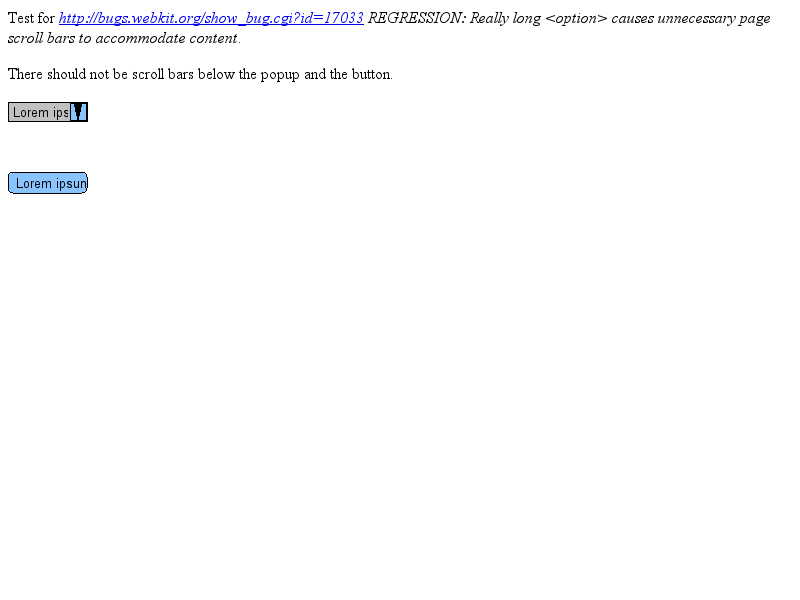 Test for http://bugs.webkit.org/show_bug.cgi?id=17033 REGRESSION: Really long <option> causes unnecessary page
scroll bars to accommodate content.
There should not be scroll bars below the popup and the button.
Lorem ips
Lorem ipsun